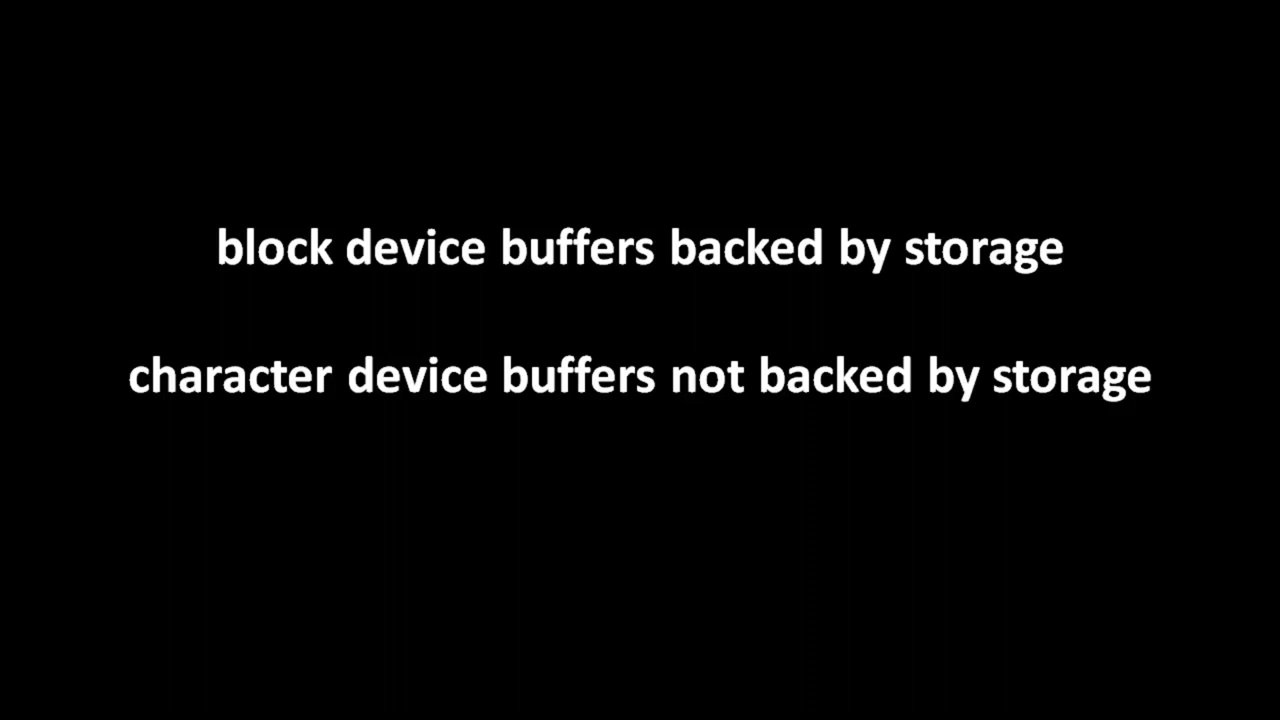 block device buffers backed by storage
character device buffers not backed by storage